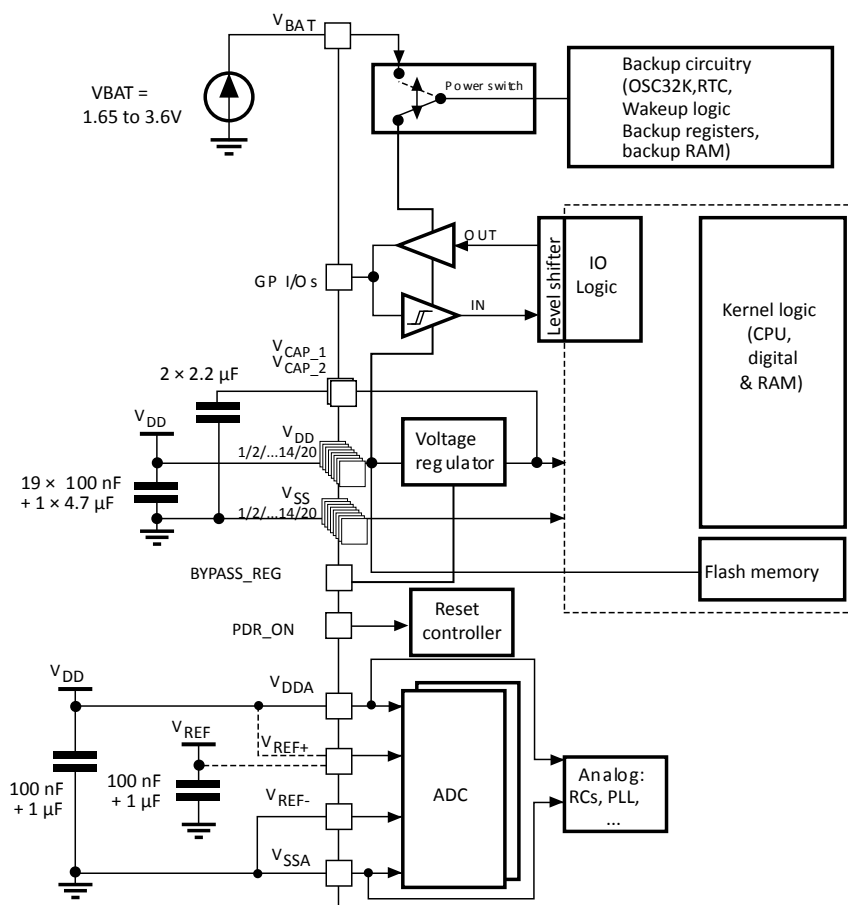 VBAT
VBAT =
1.65 to 3.6V
Power switch
Backup circuitry
(OSC32K,RTC,
Wakeup logic
Backup registers,
backup RAM)
OUT
GP I/Os
IN
Level shifter
IO
Logic
Kernel logic
(CPU,
digital
& RAM)
VCAP_1
VCAP_2
2 × 2.2 μF
VDD
VDD
1/2/...14/20
Voltage
regulator
19 × 100 nF
+ 1 × 4.7 μF
VSS
1/2/...14/20
BYPASS_REG
Flash memory
PDR_ON
Reset
controller
VDD
VDDA
VREF
VREF+
100 nF
+ 1 μF
100 nF
+ 1 μF
VREF-
ADC
Analog:
RCs, PLL,
...
VSSA